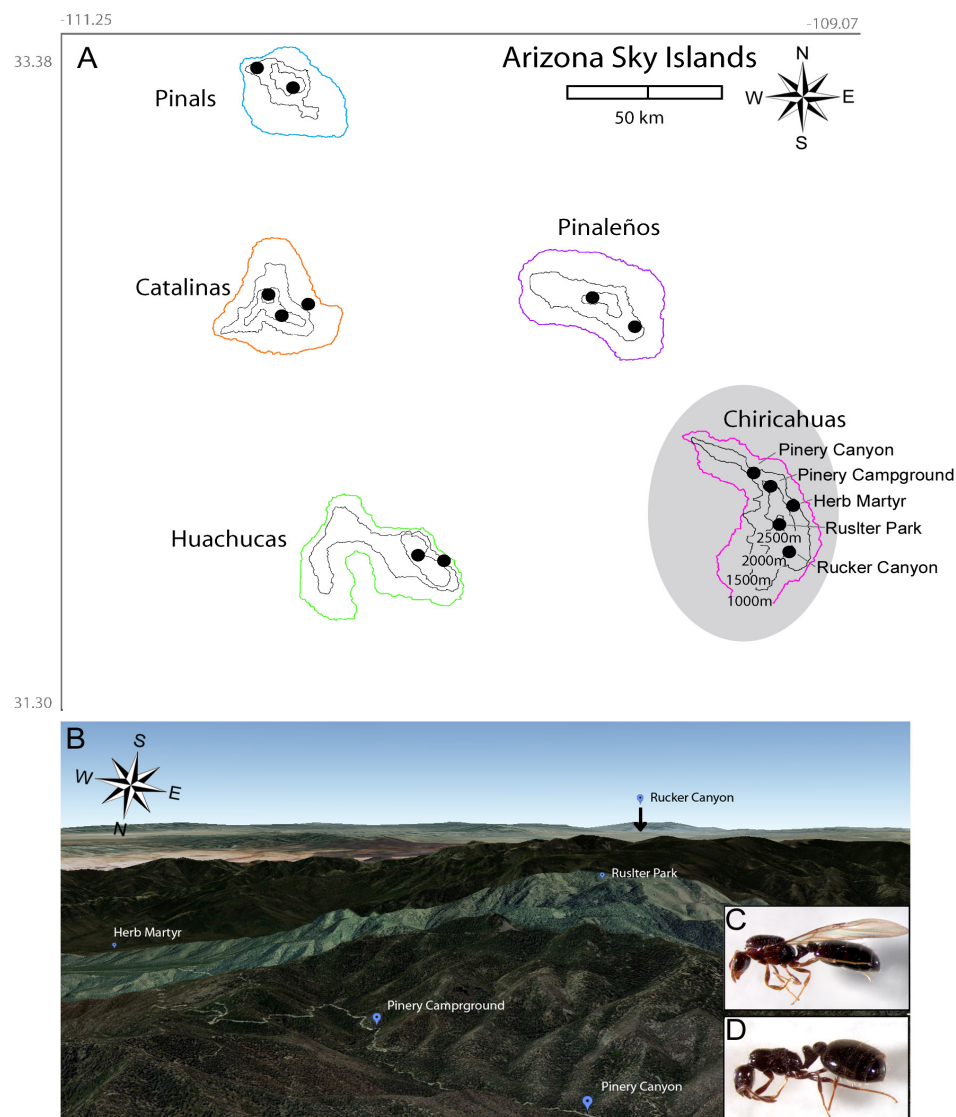 -111.25
-109.07
33.38
A
Arizona Sky Islands
N
W
E
S
50 km
Pinals
Pinaleños
Catalinas
Chiricahuas
Pinery Canyon
Pinery Campground
Herb Martyr
Ruslter Park
2500m
Huachucas
2000m
Rucker Canyon
1500m
1000m
31.30
B
S
W
E
N
Rucker Canyon
Ruslter Park
Herb Martyr
C
Pinery Camprground
D
Pinery Canyon